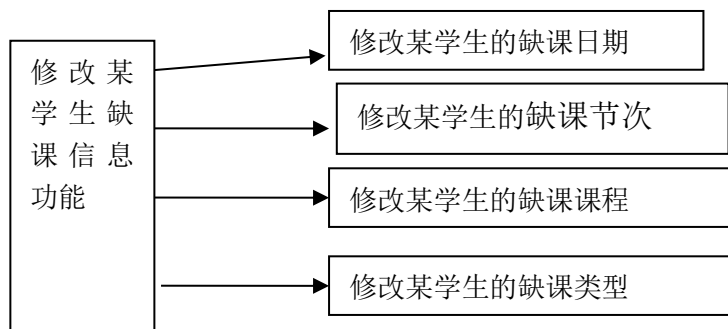 修改某
学生缺
课信息
功能
修改某学生的缺课日期
修改某学生的缺课节次
修改某学生的缺课课程
修改某学生的缺课类型